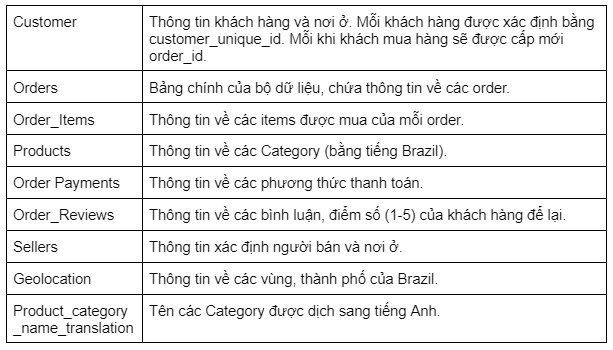 Customer
Thông tin khách hàng và nơi ở. Mỗi khách hàng được xác định bằng
customer_unique_id. Mỗi khi khách mua hàng sẽ được cấp mới
order_id.
Orders
Bảng chính của bộ dữ liệu, chứa thông tin về các order.
Order_Items
Thông tin về các items được mua của mỗi order.
Products
Thông tin về các Category (bằng tiếng Brazil).
Order Payments
Thông tin về các phương thức thanh toán.
Order_Reviews
Thông tin về các bình luận, điểm số (1-5) của khách hàng để lại.
Sellers
Thông tin xác định người bán và nơi ở.
Geolocation
Thông tin về các vùng, thành phố của Brazil.
Product_category
_name_translation
Tên các Category được dịch sang tiếng Anh.